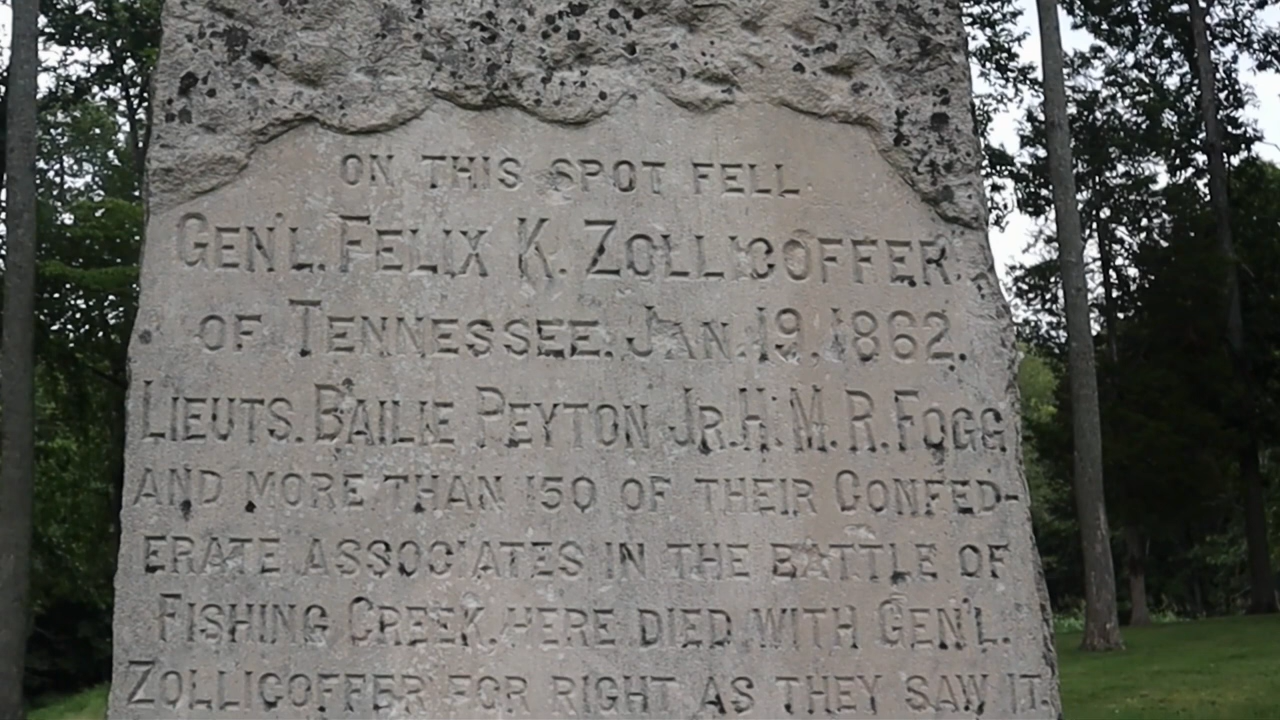 ON THIS SPOT FELL
GEN'L. FELIX K. ZOLLICOFFER
OF TENNESSEE. JAN. 19. 1862.
LIEUTS. BAILIE PEYTON JR. H. M. R. FOGG
AND MORE THAN 150 OF THEIR CONFED-
ERATE ASSOCIATES IN THE BATTLE OF
FISHING CREEK, HERE DIED WITH GEN'L.
ZOLLICOFFER FOR RIGHT AS THEY SAW IT.